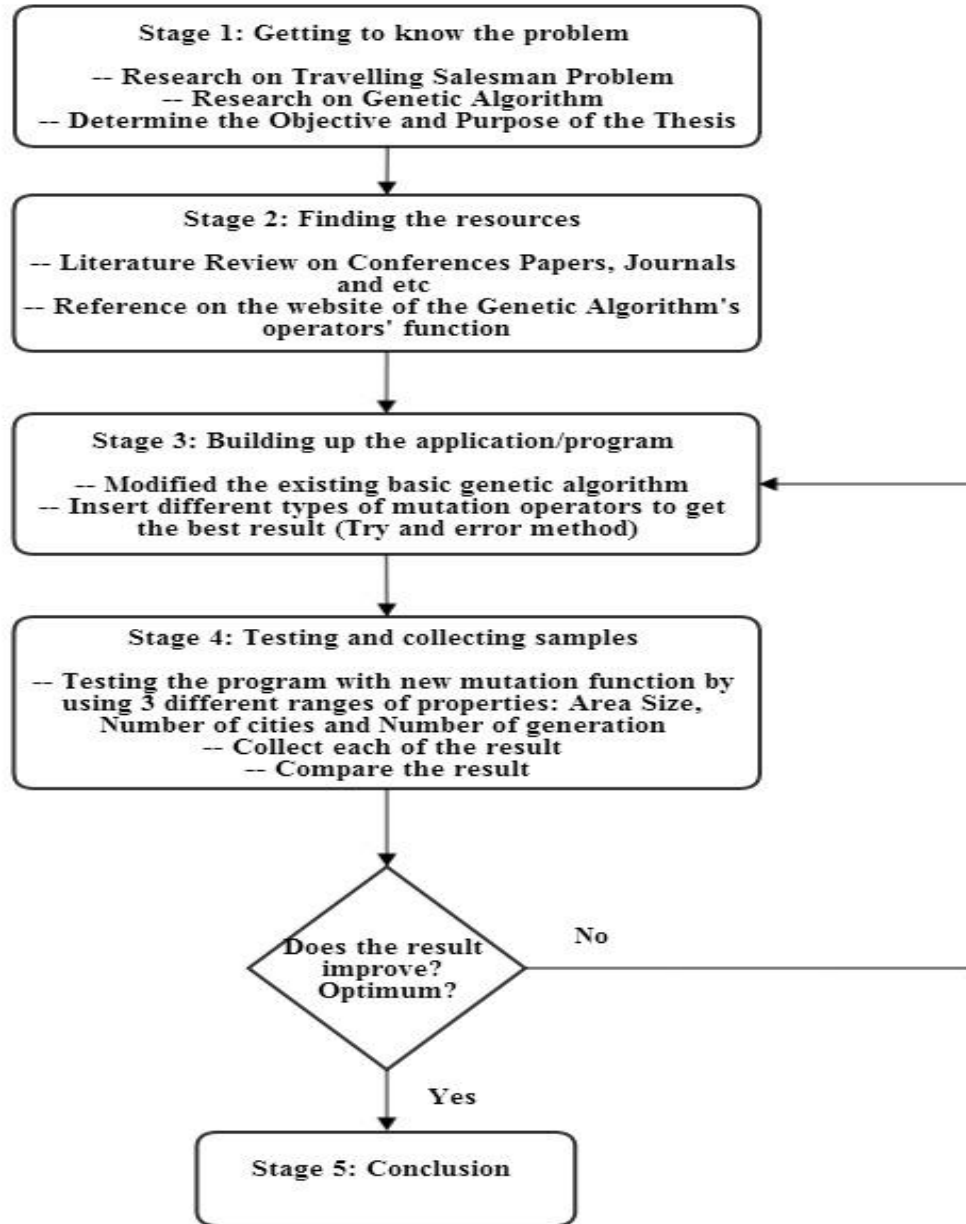 Stage 1: Getting to know the problem
-- Research on Travelling Salesman Problem
-- Research on Genetic Algorithm
-- Determine the Objective and Purpose of the Thesis
Stage 2: Finding the resources
-- Literature Review on Conferences Papers, Journals
and etc
-- Reference on the website of the Genetic Algorithm's
operators' function
Stage 3: Building up the application/program
-- Modified the existing basic genetic algorithm
-- Insert different types of mutation operators to get
the best result (Try and error method)
Stage 4: Testing and collecting samples
-- Testing the program with new mutation function by
using 3 different ranges of properties: Area Size,
Number of cities and Number of generation
-- Collect each of the result
-- Compare the result
Does the result
improve?
Optimum?
No
Yes
Stage 5: Conclusion